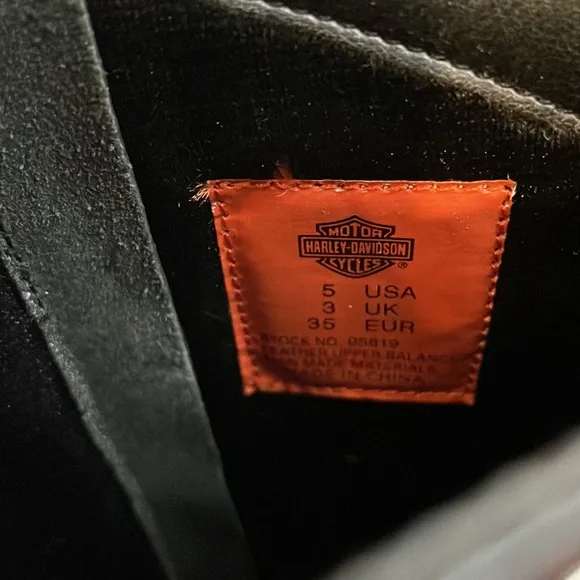 MOTOR
HARLEY-DAVIDSON
CYCLES ®
5 USA
3 UK
35 EUR
STOCK NO.
LEATHER UPPER BALANCE
MAN MADE MATERIALS
MADE IN CHINA